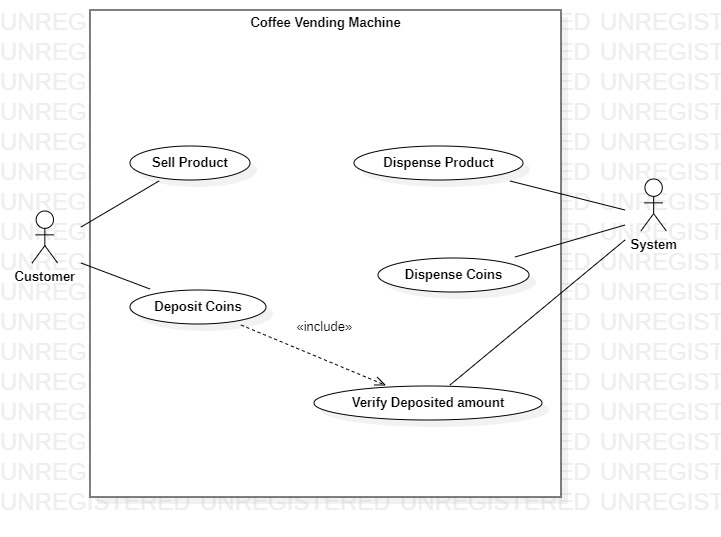 Coffee Vending Machine
Sell Product
Dispense Product
System
Customer
Dispense Coins
Deposit Coins
«include»
Verify Deposited amount
UNREGISTERED UNREGISTERED UNREGISTERED UNREGIST